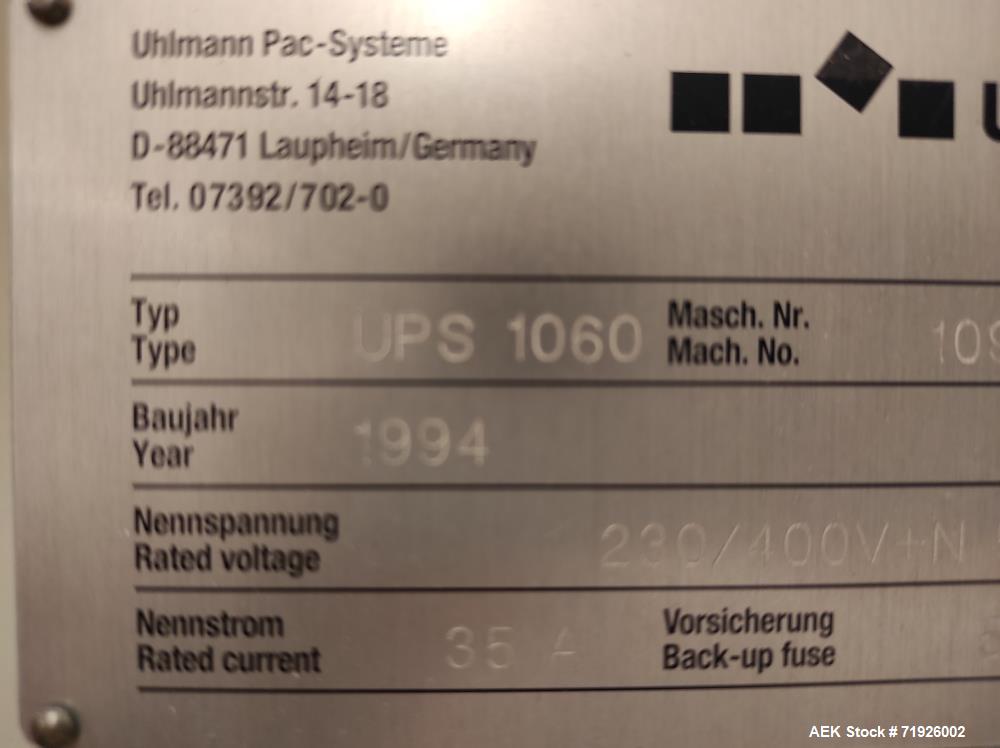 Uhlmann Pac-Systeme
Uhlmannstr. 14-18
D-88471 Laupheim/Germany
Tel. 07392/702-0
Typ
Type
UPS 1060
Masch. Nr.
Mach. No.
Baujahr
Year
1994
Nennspannung
Rated voltage
230/400V+N
Nennstrom
Rated current
35 A
Vorsicherung
Back-up fuse
AEK Stock # 71926002